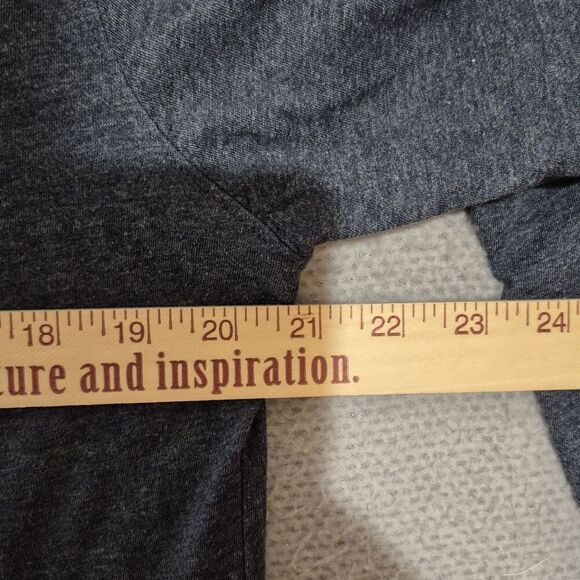 18 19 20 21 22 23 24
ture and inspiration.